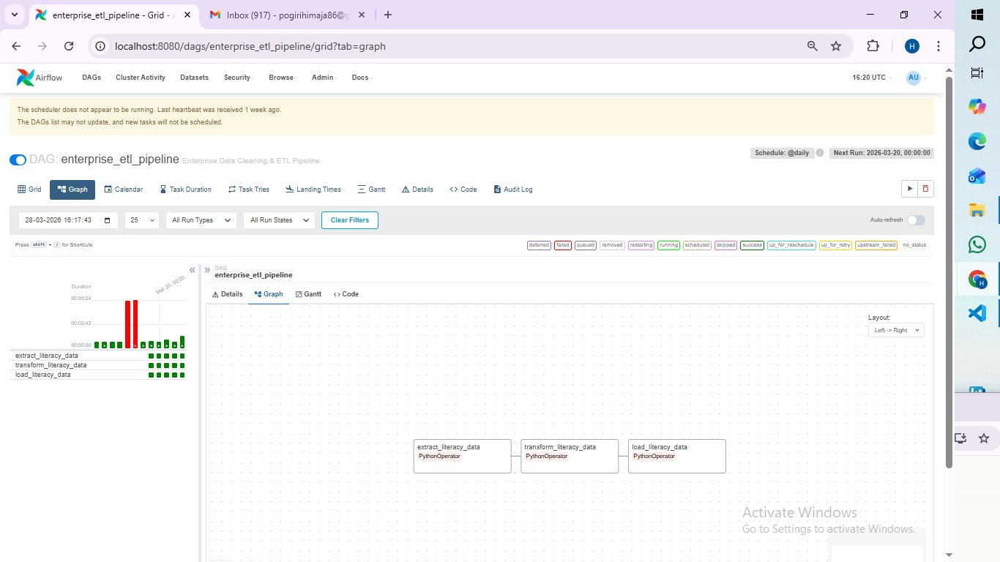 enterprise_etl_pipeline - Grid -
Inbox (917) - pogirihimaja86@g
localhost:8080/dags/enterprise_etl_pipeline/grid?tab=graph
H
Airflow
DAGs
Cluster Activity
Datasets
Security
Browse
Admin
Docs
16:20 UTC
AU
The scheduler does not appear to be running. Last heartbeat was received 1 week ago.
The DAGs list may not update, and new tasks will not be scheduled.
DAG: enterprise_etl_pipeline Enterprise Data Cleaning & ETL Pipeline
Schedule: @daily
Next Run: 2026-03-20, 00:00:00
Grid
Graph
Calendar
Task Duration
Task Tries
Landing Times
Gantt
Details
<> Code
Audit Log
28-03-2026 16:17:43
25
All Run Types
All Run States
Clear Filters
Auto-refresh
Press shift + / for Shortcuts
deferred
failed
queued
removed
restarting
running
scheduled
skipped
success
up_for_reschedule
up_for_retry
upstream_failed
no_status
Duration
Mar 20, 00:00
00:05:24
00:02:42
00:00:00
extract_literacy_data
transform_literacy_data
load_literacy_data
DAG
enterprise_etl_pipeline
Details
Graph
Gantt
<> Code
Layout:
Left -> Right
extract_literacy_data
PythonOperator
transform_literacy_data
PythonOperator
load_literacy_data
PythonOperator
Activate Windows
Go to Settings to activate Windows.